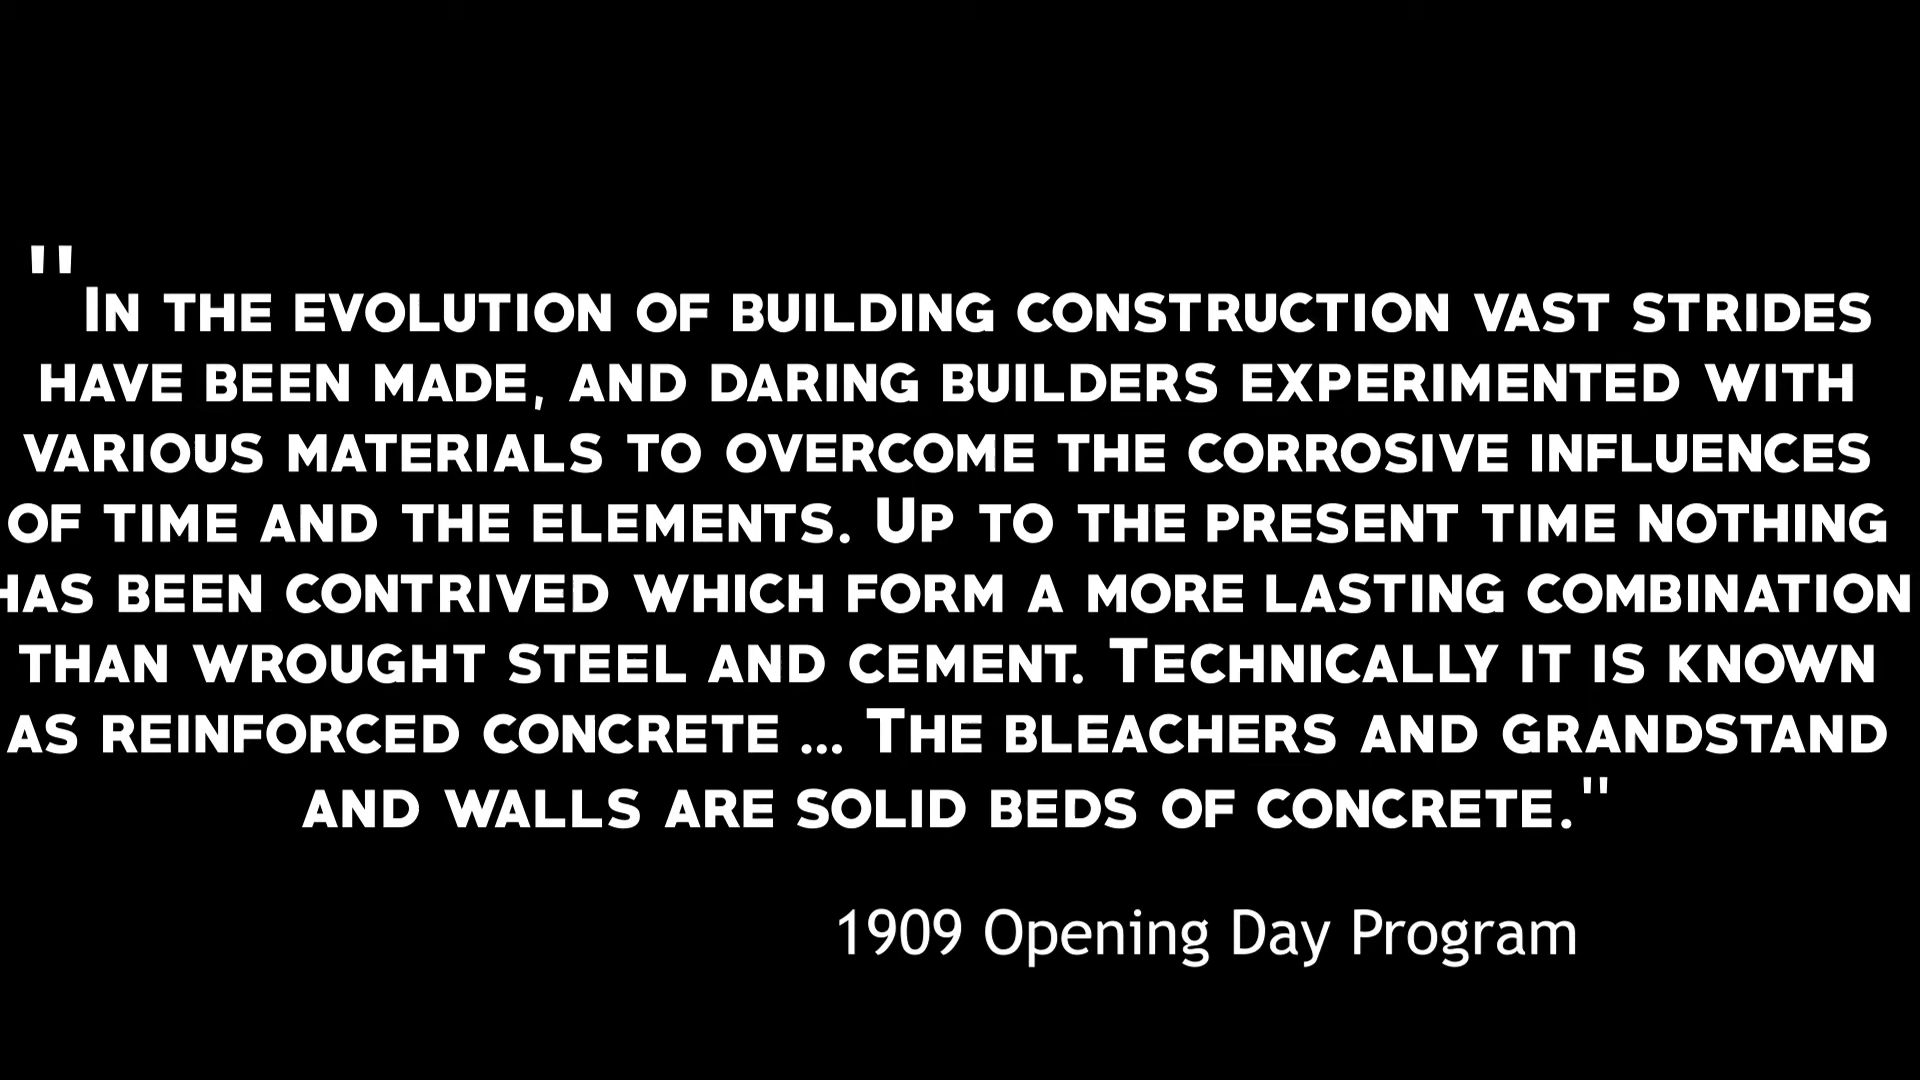 "In the evolution of building construction vast strides
have been made, and daring builders experimented with
various materials to overcome the corrosive influences
of time and the elements. Up to the present time nothing
has been contrived which form a more lasting combination
than wrought steel and cement. Technically it is known
as reinforced concrete ... The bleachers and grandstand
and walls are solid beds of concrete."
1909 Opening Day Program